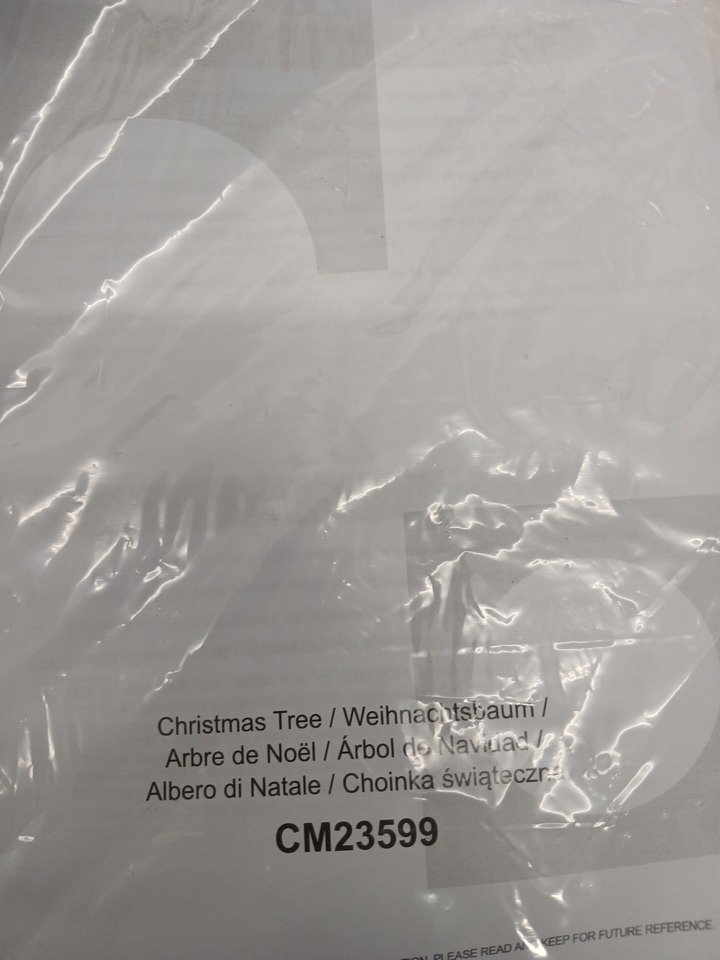 Christmas Tree / Weihnachtsbaum /
Arbre de Noël / Árbol de Navidad /
Albero di Natale / Choinka świąteczna
CM23599
PLEASE READ AND KEEP FOR FUTURE REFERENCE.